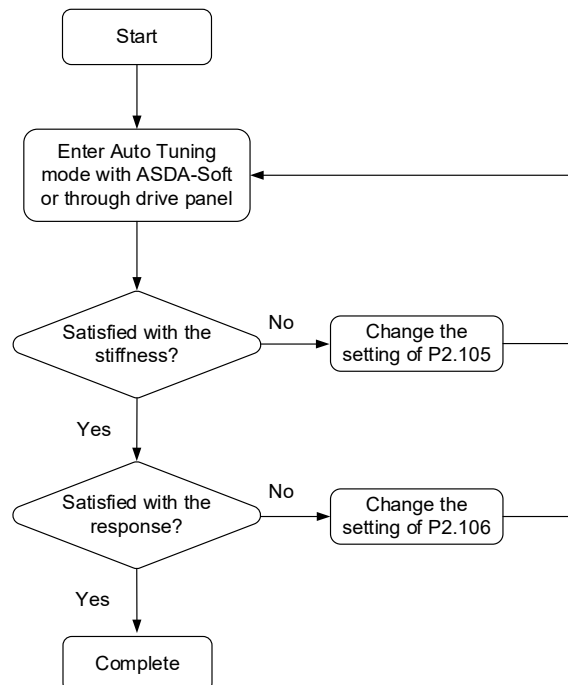 Start
Enter Auto Tuning
mode with ASDA-Soft
or through drive panel
Satisfied with the
stiffness?
No
Change the
setting of P2.105
Yes
Satisfied with the
response?
No
Change the
setting of P2.106
Yes
Complete